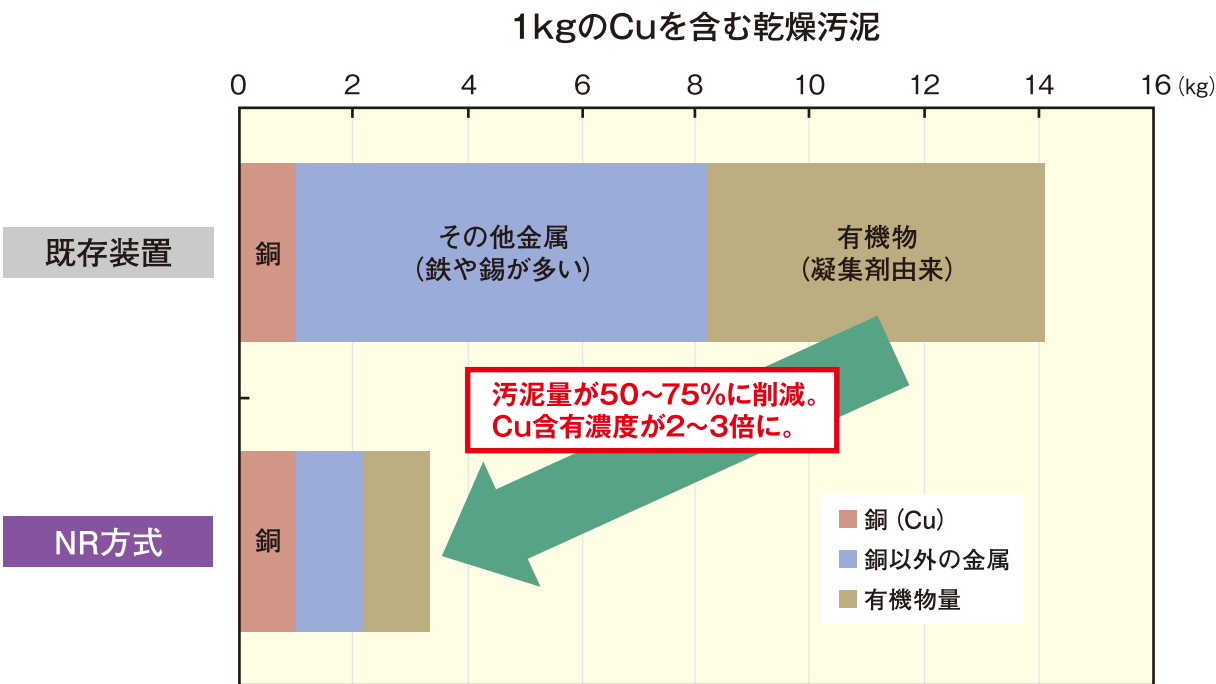 1kgのCuを含む乾燥汚泥
0 2 4 6 8 10 12 14 16 (kg)
既存装置
銅
その他金属
（鉄や錫が多い）
有機物
（凝集剤由来）
汚泥量が50〜75%に削減。
Cu含有濃度が2〜3倍に。
NR方式
銅
銅（Cu）
銅以外の金属
有機物量